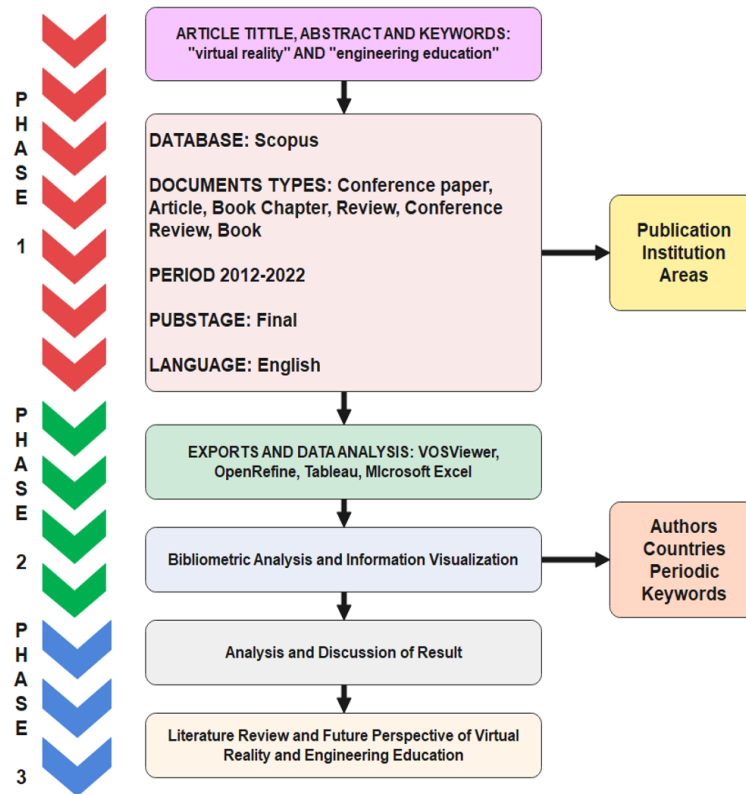 ARTICLE TITTLE, ABSTRACT AND KEYWORDS:
"virtual reality" AND "engineering education"
PHASE 1
DATABASE: Scopus
DOCUMENTS TYPES: Conference paper,
Article, Book Chapter, Review, Conference
Review, Book
PERIOD 2012-2022
PUBSTAGE: Final
LANGUAGE: English
Publication
Institution
Areas
PHASE 2
EXPORTS AND DATA ANALYSIS: VOSViewer,
OpenRefine, Tableau, MIcrosoft Excel
Bibliometric Analysis and Information Visualization
Authors
Countries
Periodic
Keywords
PHASE 3
Analysis and Discussion of Result
Literature Review and Future Perspective of Virtual
Reality and Engineering Education